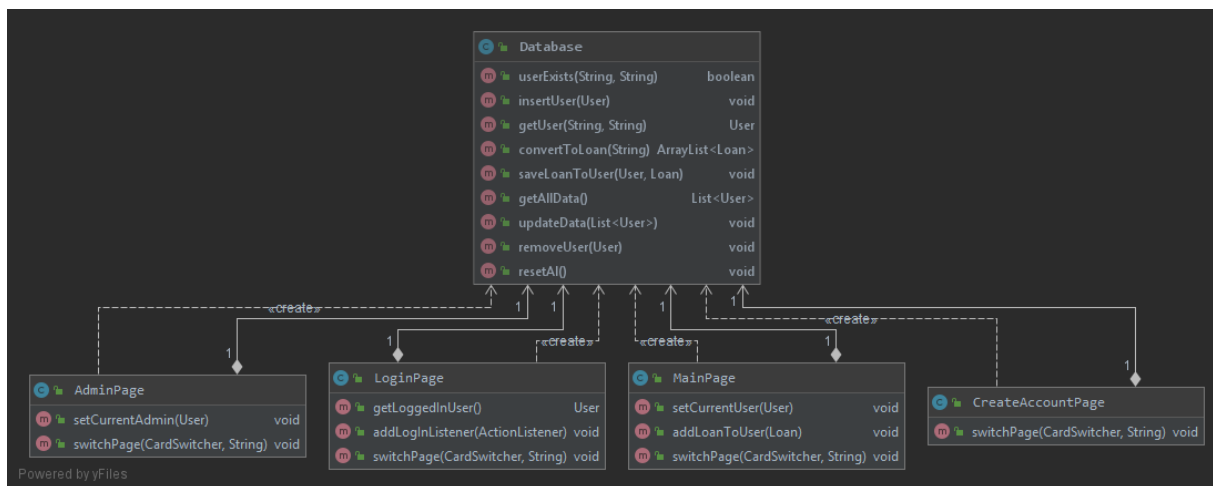 Database
userExists(String, String) boolean
insertUser(User) void
getUser(String, String) User
convertToLoan(String) ArrayList<Loan>
saveLoanToUser(User, Loan) void
getAllData() List<User>
updateData(List<User>) void
removeUser(User) void
resetAI() void
1 1 1 1
«create»
«create»
«create»
«create»
1 1 1 1
AdminPage
setCurrentAdmin(User) void
switchPage(CardSwitcher, String) void
LoginPage
getLoggedInUser() User
addLogInListener(ActionListener) void
switchPage(CardSwitcher, String) void
MainPage
setCurrentUser(User) void
addLoanToUser(Loan) void
switchPage(CardSwitcher, String) void
CreateAccountPage
switchPage(CardSwitcher, String) void
Powered by yFiles